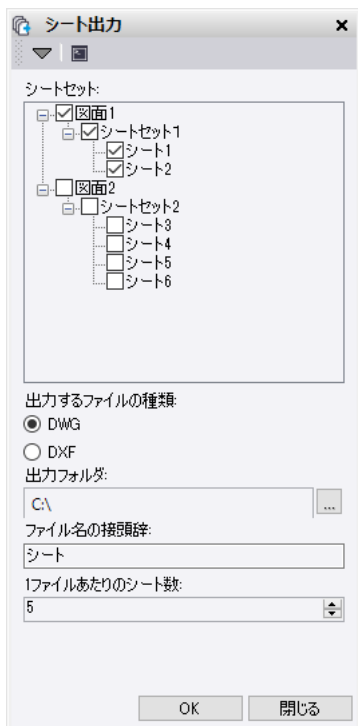 シート出力
シートセット:
図面1
シートセット1
シート1
シート2
図面2
シートセット2
シート3
シート4
シート5
シート6
出力するファイルの種類:
DWG
DXF
出力フォルダ:
C:\
...
ファイル名の接頭辞:
シート
1ファイルあたりのシート数:
5
OK 閉じる